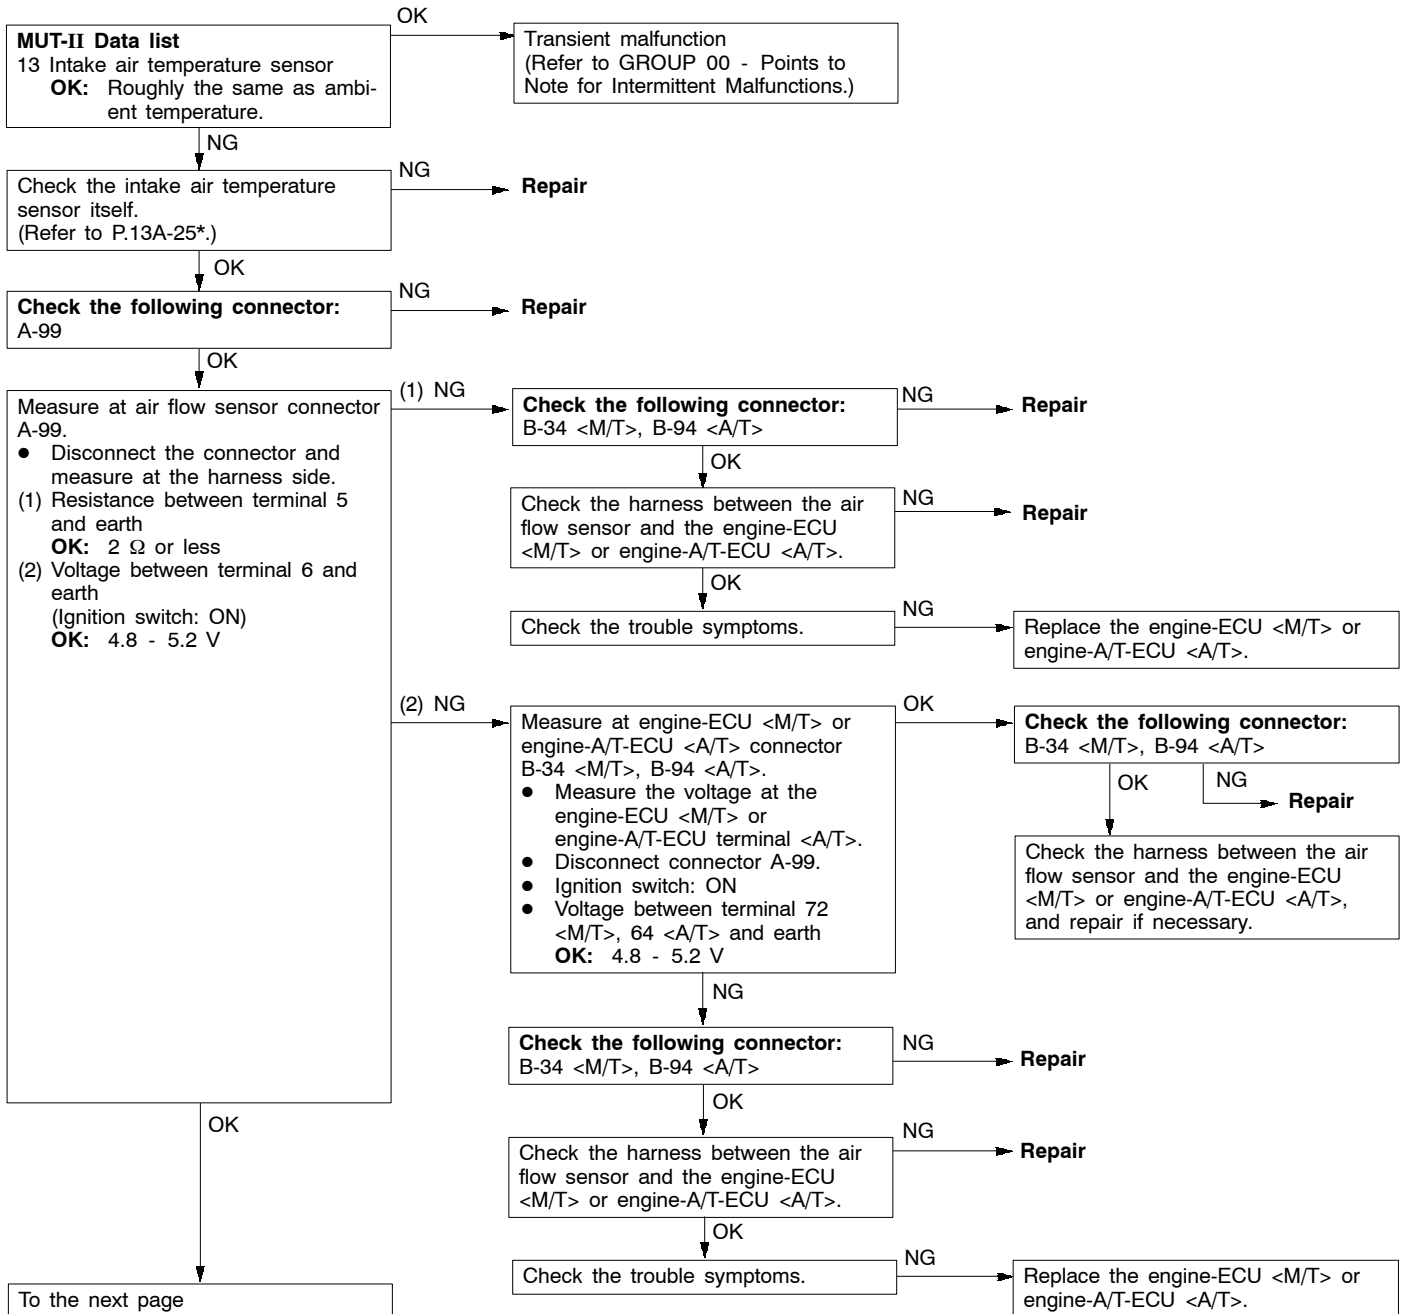 OK
MUT-II Data list
13 Intake air temperature sensor
OK: Roughly the same as ambi-
ent temperature.
Transient malfunction
(Refer to GROUP 00 - Points to
Note for Intermittent Malfunctions.)
NG
Check the intake air temperature
sensor itself.
(Refer to P.13A-25*.)
NG
Repair
OK
Check the following connector:
A-99
NG
Repair
OK
Measure at air flow sensor connector
A-99.
● Disconnect the connector and
measure at the harness side.
(1) Resistance between terminal 5
and earth
OK: 2 Ω or less
(2) Voltage between terminal 6 and
earth
(Ignition switch: ON)
OK: 4.8 - 5.2 V
(1) NG
Check the following connector:
B-34 <M/T>, B-94 <A/T>
NG
Repair
OK
Check the harness between the air
flow sensor and the engine-ECU
<M/T> or engine-A/T-ECU <A/T>.
NG
Repair
OK
Check the trouble symptoms.
NG
Replace the engine-ECU <M/T> or
engine-A/T-ECU <A/T>.
(2) NG
Measure at engine-ECU <M/T> or
engine-A/T-ECU <A/T> connector
B-34 <M/T>, B-94 <A/T>.
● Measure the voltage at the
engine-ECU <M/T> or
engine-A/T-ECU terminal <A/T>.
● Disconnect connector A-99.
● Ignition switch: ON
● Voltage between terminal 72
<M/T>, 64 <A/T> and earth
OK: 4.8 - 5.2 V
OK
Check the following connector:
B-34 <M/T>, B-94 <A/T>
OK
NG
Repair
Check the harness between the air
flow sensor and the engine-ECU
<M/T> or engine-A/T-ECU <A/T>,
and repair if necessary.
NG
Check the following connector:
B-34 <M/T>, B-94 <A/T>
NG
Repair
OK
Check the harness between the air
flow sensor and the engine-ECU
<M/T> or engine-A/T-ECU <A/T>.
NG
Repair
OK
Check the trouble symptoms.
NG
Replace the engine-ECU <M/T> or
engine-A/T-ECU <A/T>.
OK
To the next page